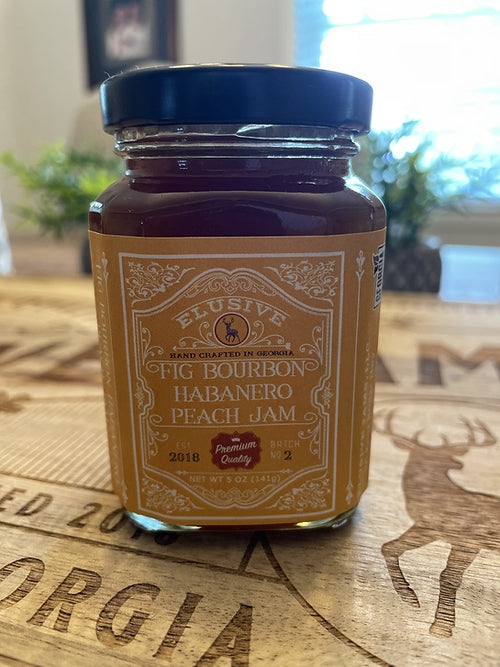 ELUSIVE
HAND CRAFTED IN GEORGIA
FIG BOURBON
HABANERO
PEACH JAM
EST 2018
Premium
Quality
BATCH NO 2
NET WT 5 OZ (141g)
ORGIA